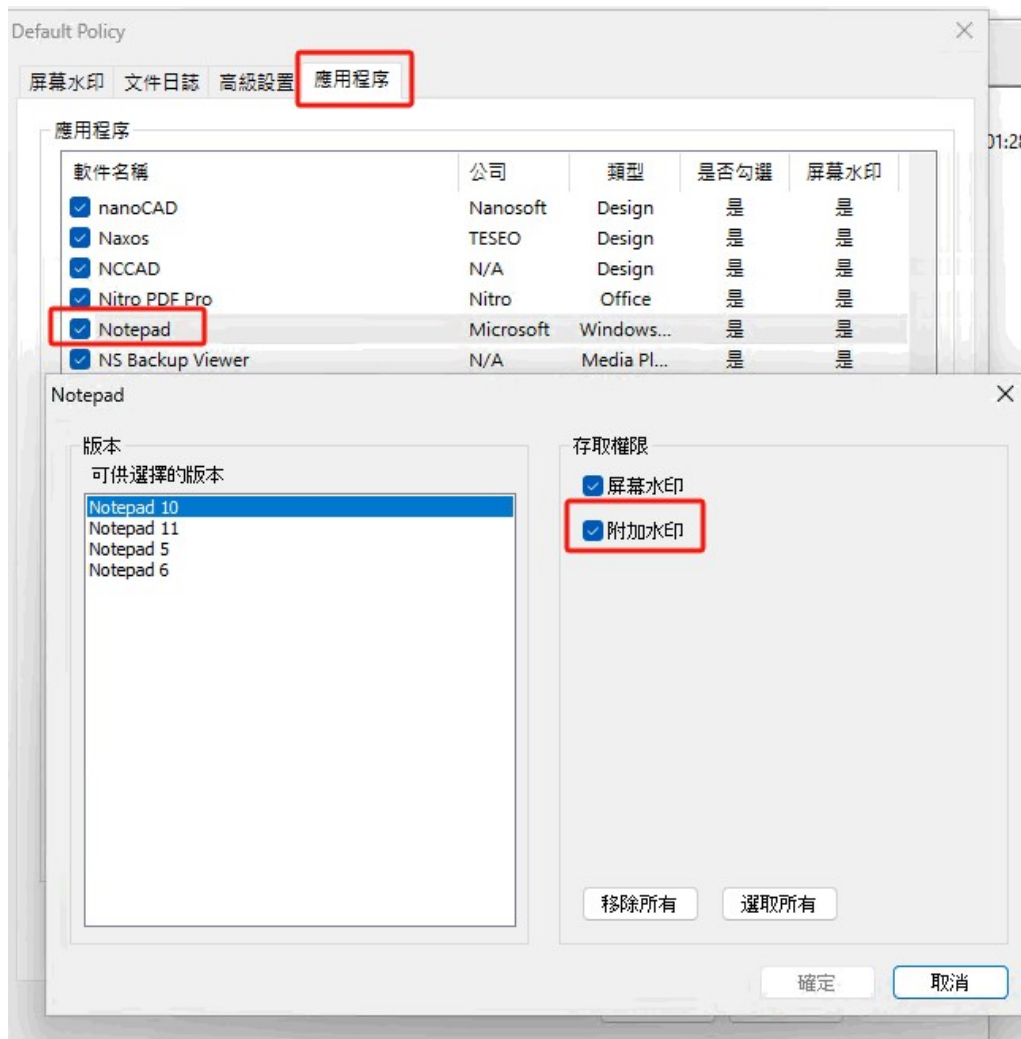 Default Policy
屏幕水印 文件日誌 高級設置 應用程序
應用程序
軟件名稱 公司 類型 是否勾選 屏幕水印
nanoCAD Nanosoft Design 是 是
Naxos TESEO Design 是 是
NCCAD N/A Design 是 是
Nitro PDF Pro Nitro Office 是 是
Notepad Microsoft Windows... 是 是
NS Backup Viewer N/A Media Pl... 是 是
01:28
Notepad
版本
可供選擇的版本
Notepad 10
Notepad 11
Notepad 5
Notepad 6
存取權限
屏幕水印
附加水印
移除所有 選取所有
確定 取消